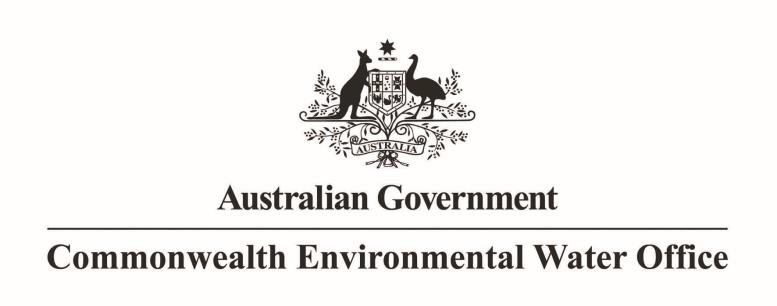 AUSTRALIA
Australian Government
Commonwealth Environmental Water Office